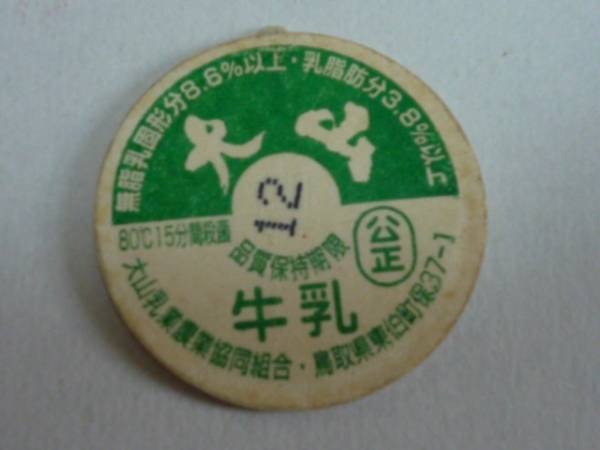 無脂乳固形分8.6%以上・乳脂肪分3.8%以上
大山
12
80℃15分間殺菌
品質保持期限
公正
牛乳
大山乳業農業協同組合・鳥取県東伯町保37-1